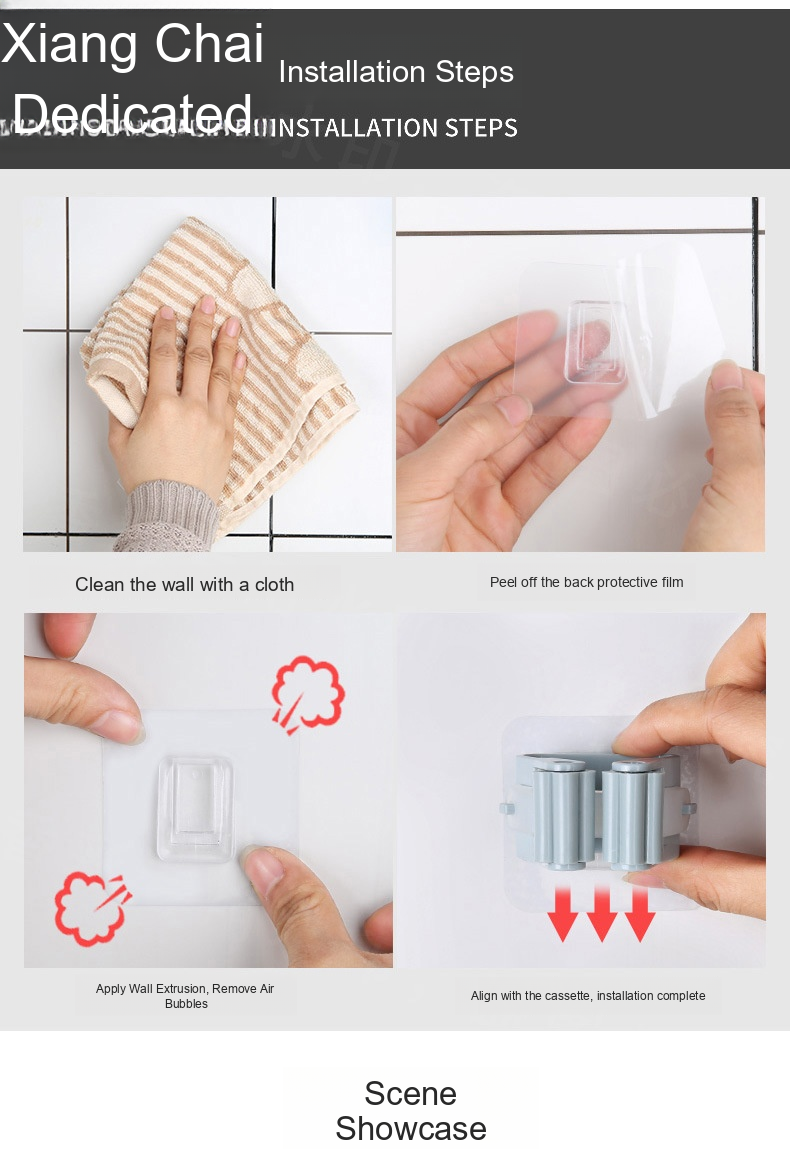 Xiang Chai
Dedicated
Installation Steps
INSTALLATION STEPS
Clean the wall with a cloth
Peel off the back protective film
Apply Wall Extrusion, Remove Air
Bubbles
Align with the cassette, installation complete
Scene
Showcase